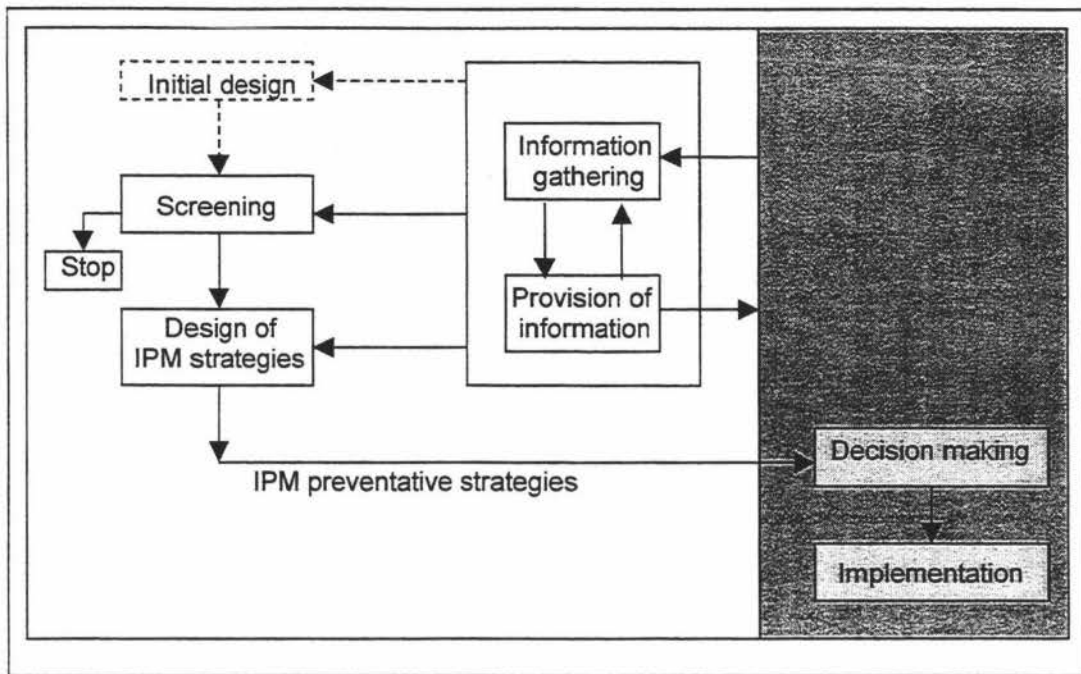 Initial design
Information
gathering
Screening
Stop
Provision of
information
Design of
IPM strategies
Decision making
IPM preventative strategies
Implementation